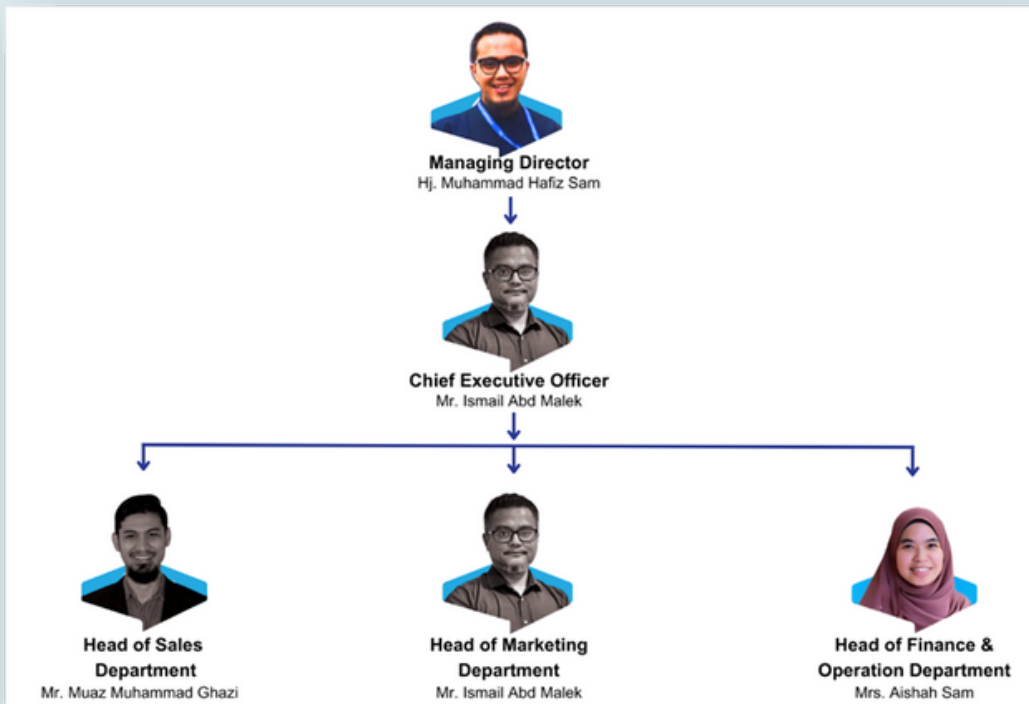 Managing Director
Hj. Muhammad Hafiz Sam
Chief Executive Officer
Mr. Ismail Abd Malek
Head of Sales
Department
Mr. Muaz Muhammad Ghazi
Head of Marketing
Department
Mr. Ismail Abd Malek
Head of Finance &
Operation Department
Mrs. Aishah Sam